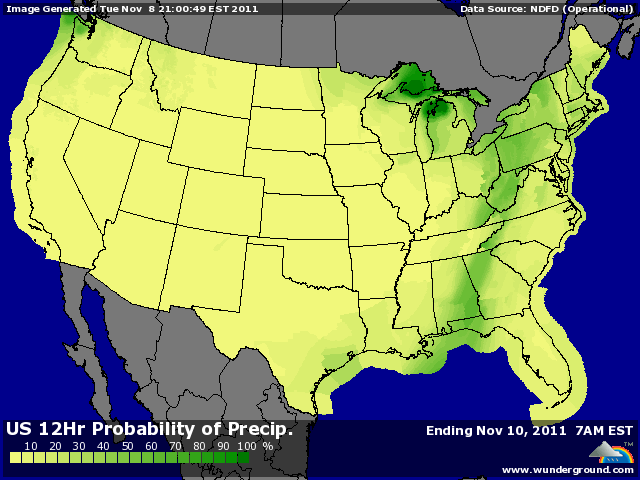 Image Generated Tue Nov 8 21:00:49 EST 2011
Data Source: NDFD (Operational)
US 12Hr Probability of Precip.
Ending Nov 10, 2011 7AM EST
10 20 30 40 50 60 70 80 90 100 %
TM
www.wunderground.com